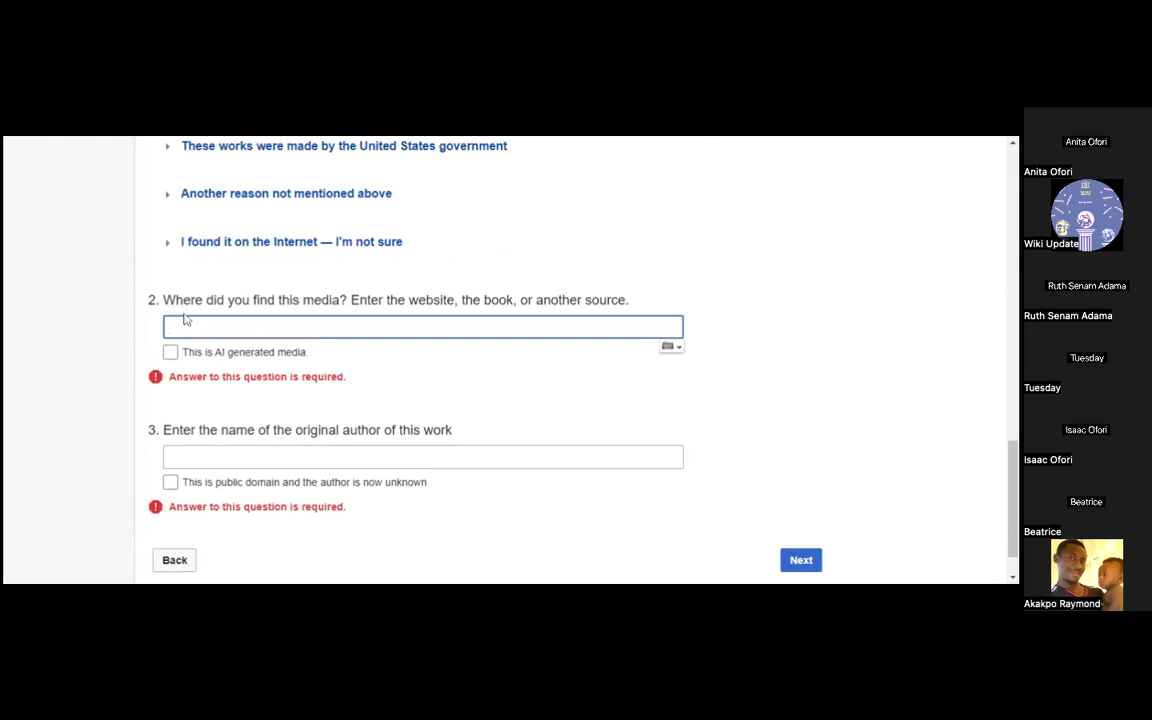 These works were made by the United States government
Another reason not mentioned above
I found it on the Internet — I'm not sure
2. Where did you find this media? Enter the website, the book, or another source.
This is AI generated media
Answer to this question is required.
3. Enter the name of the original author of this work
This is public domain and the author is now unknown
Answer to this question is required.
Back
Next
Anita Ofori
Anita Ofori
Wiki Update
Ruth Senam Adama
Ruth Senam Adama
Tuesday
Tuesday
Isaac Ofori
Isaac Ofori
Beatrice
Beatrice
Akakpo Raymond